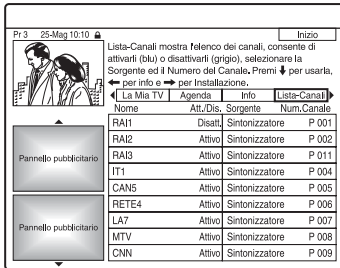 Pr 3 25-Mag 10:10 Inizio
Lista-Canali mostra l'elenco dei canali, consente di
attivarli (blu) o disattivarli (grigio), selezionare la
Sorgente ed il Numero del Canale. Premi per usarla,
per info e per Installazione.
La Mia TV Agenda Info Lista-Canali
Nome Att./Dis. Sorgente Num.Canale
RAI1 Disatt. Sintonizzatore P 001
RAI2 Attivo Sintonizzatore P 002
RAI3 Attivo Sintonizzatore P 011
IT1 Attivo Sintonizzatore P 004
CAN5 Attivo Sintonizzatore P 005
RETE4 Attivo Sintonizzatore P 006
LA7 Attivo Sintonizzatore P 007
MTV Attivo Sintonizzatore P 008
CNN Attivo Sintonizzatore P 009
Pannello pubblicitario
Pannello pubblicitario